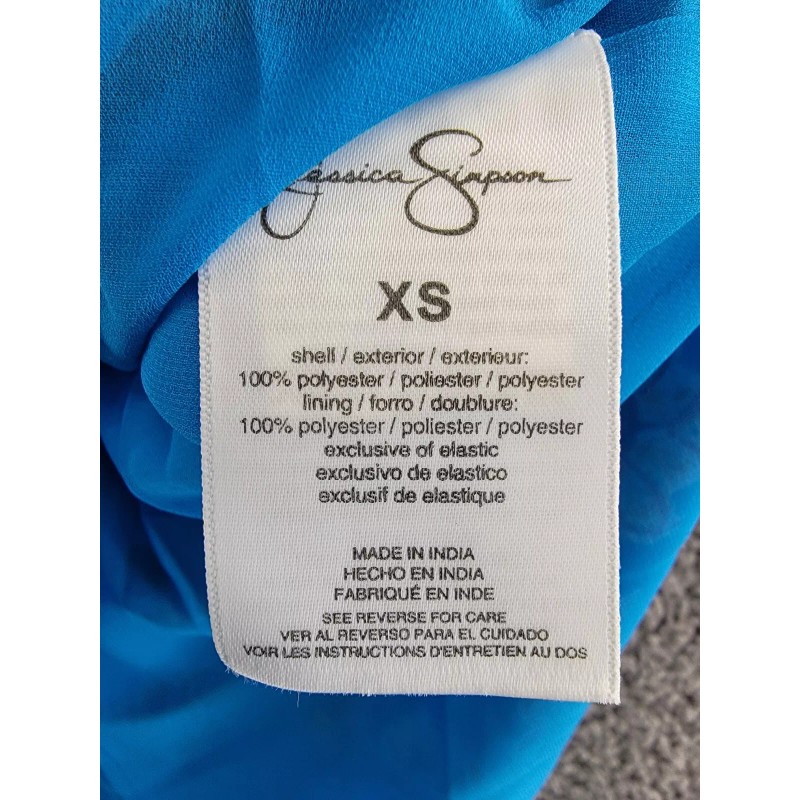 Jessica Simpson
XS
shell / exterior / exterieur:
100% polyester / poliester / polyester
lining / forro / doublure:
100% polyester / poliester / polyester
exclusive of elastic
exclusivo de elastico
exclusif de elastique
MADE IN INDIA
HECHO EN INDIA
FABRIQUÉ EN INDE
SEE REVERSE FOR CARE
VER AL REVERSO PARA EL CUIDADO
VOIR LES INSTRUCTIONS D'ENTRETIEN AU DOS